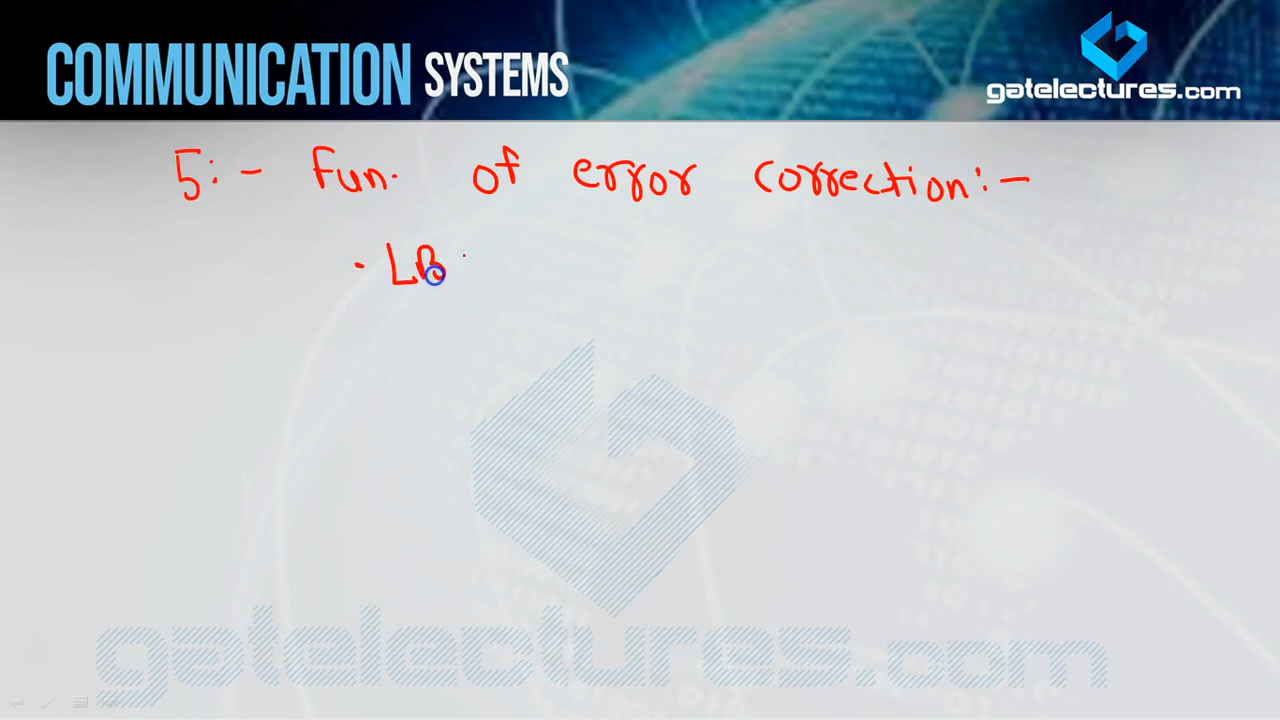 COMMUNICATION SYSTEMS
gatelectures.com
5:- Fun. of error correction:-
· LB
gatelectures.com